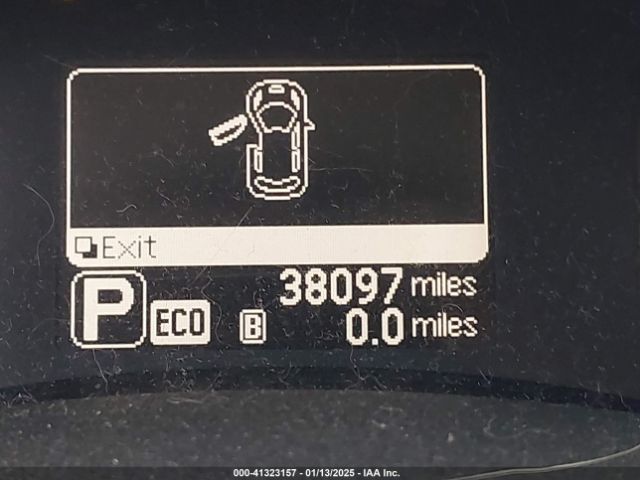 Exit
38097 miles
P ECO B 0.0 miles
000-41323157 - 01/13/2025 - IAA Inc.